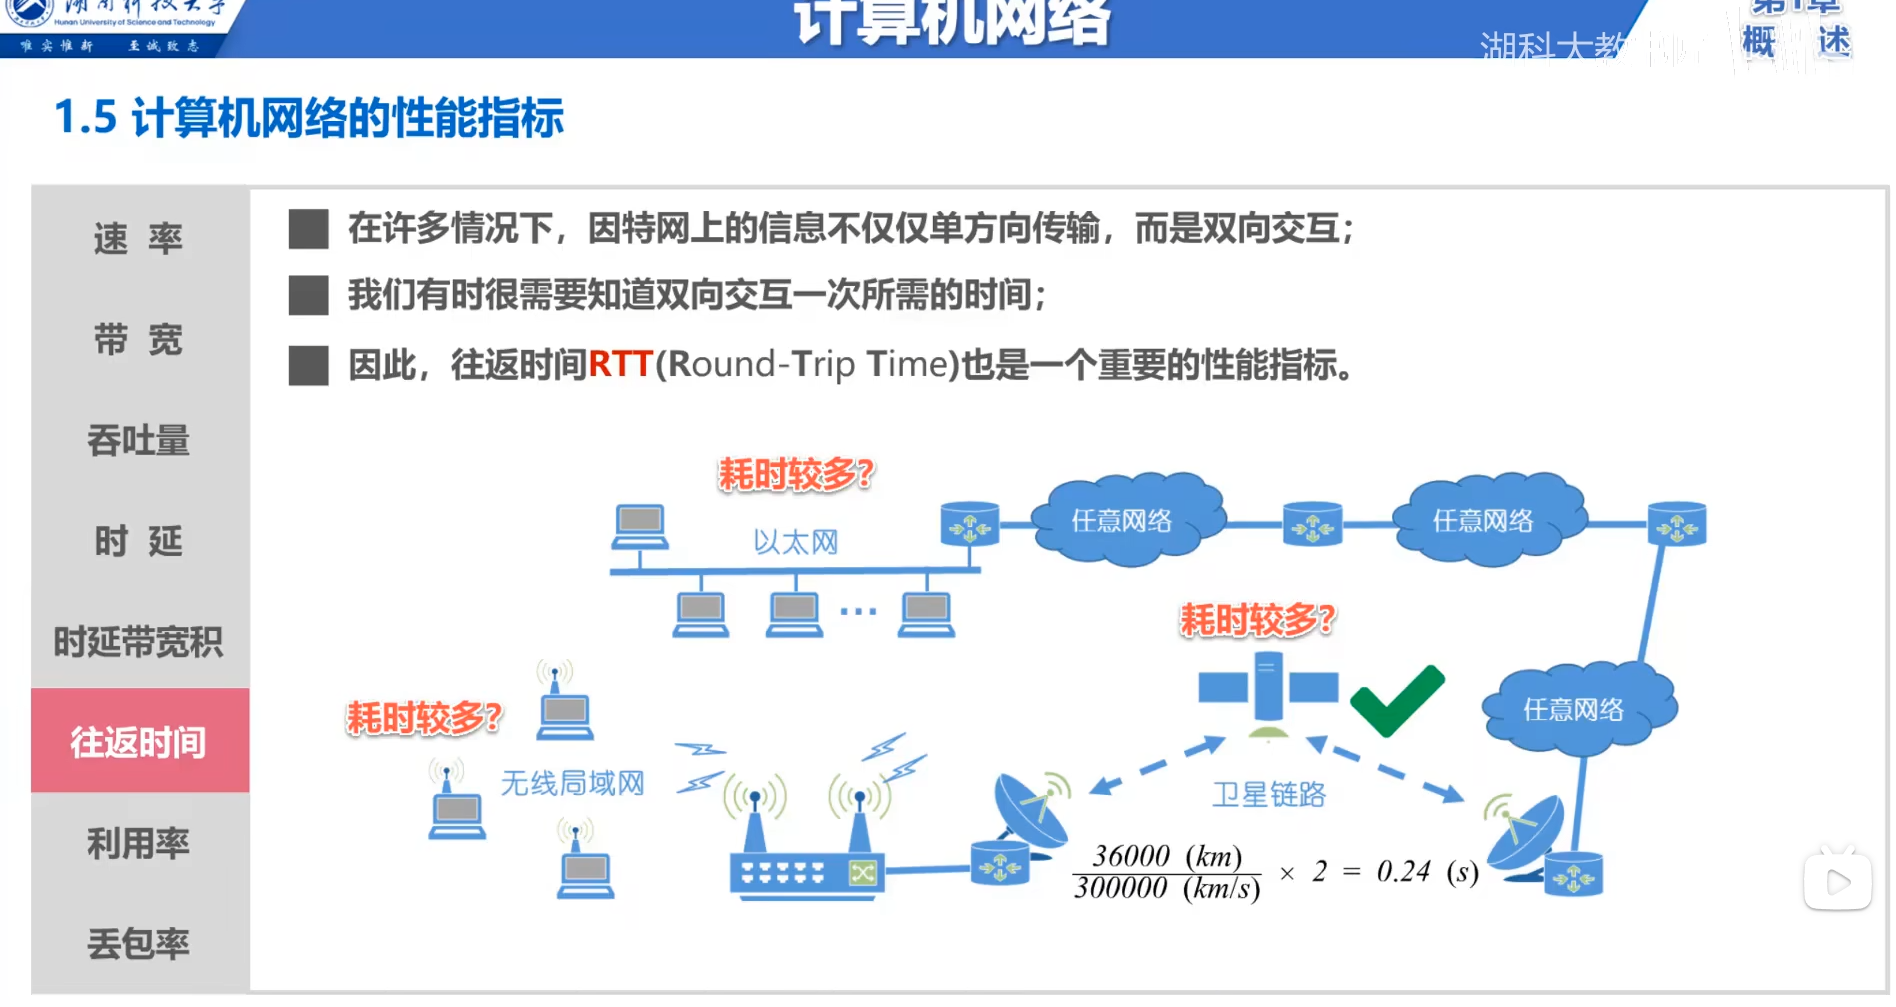 湖南科技大学
Hunan University of Science and Technology
唯实惟新 至诚致志
计算机网络
第1章
概 述
湖科大教
1.5 计算机网络的性能指标
速 率
带 宽
吞吐量
时 延
时延带宽积
往返时间
利用率
丢包率
在许多情况下，因特网上的信息不仅仅单方向传输，而是双向交互；
我们有时很需要知道双向交互一次所需的时间；
因此，往返时间RTT(Round-Trip Time)也是一个重要的性能指标。
耗时较多？
以太网
任意网络
任意网络
...
耗时较多？
任意网络
耗时较多？
无线局域网
卫星链路
36000 (km)
300000 (km/s)
× 2 = 0.24 (s)